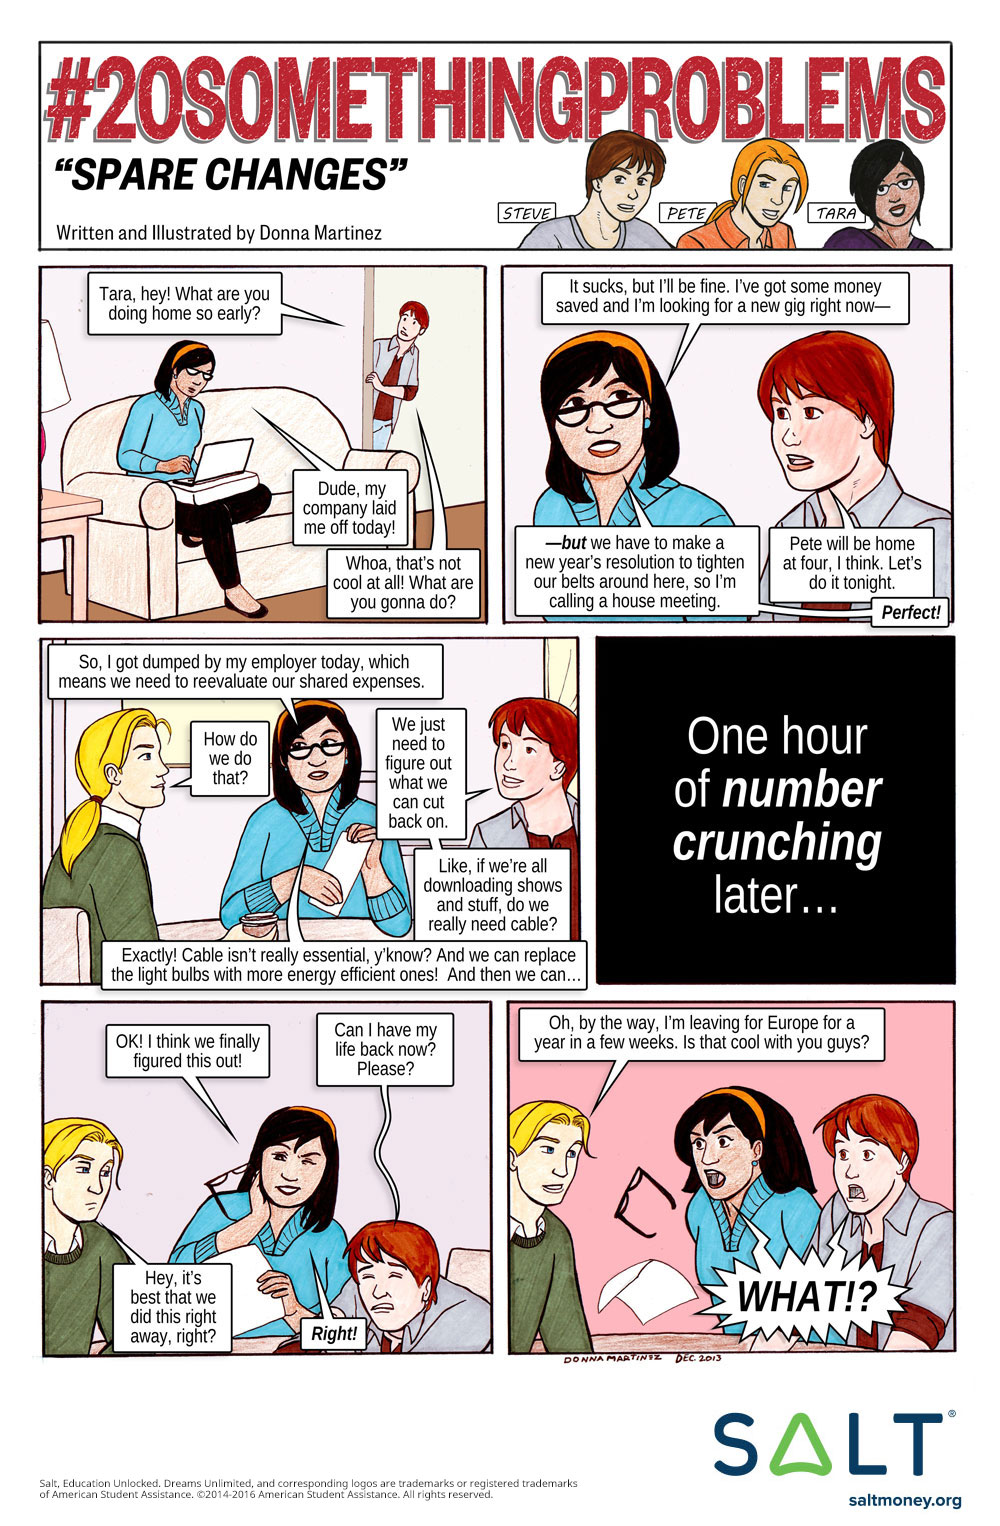 #20SOMETHINGPROBLEMS
“SPARE CHANGES”
Written and Illustrated by Donna Martinez
STEVE
PETE
TARA
Tara, hey! What are you
doing home so early?
Dude, my
company laid
me off today!
Whoa, that’s not
cool at all! What are
you gonna do?
It sucks, but I’ll be fine. I’ve got some money
saved and I’m looking for a new gig right now—
—but we have to make a
new year’s resolution to tighten
our belts around here, so I’m
calling a house meeting.
Pete will be home
at four, I think. Let’s
do it tonight.
Perfect!
So, I got dumped by my employer today, which
means we need to reevaluate our shared expenses.
How do
we do
that?
We just
need to
figure out
what we
can cut
back on.
Like, if we’re all
downloading shows
and stuff, do we
really need cable?
Exactly! Cable isn’t really essential, y’know? And we can replace
the light bulbs with more energy efficient ones!  And then we can…
One hour
of number
crunching
later…
OK! I think we finally
figured this out!
Can I have my
life back now?
Please?
Hey, it’s
best that we
did this right
away, right?
Right!
Oh, by the way, I’m leaving for Europe for a
year in a few weeks. Is that cool with you guys?
WHAT!?
DONNA MARTINEZ DEC. 2013
SALT®
Salt, Education Unlocked. Dreams Unlimited, and corresponding logos are trademarks or registered trademarks
of American Student Assistance. ©2014-2016 American Student Assistance. All rights reserved.
saltmoney.org